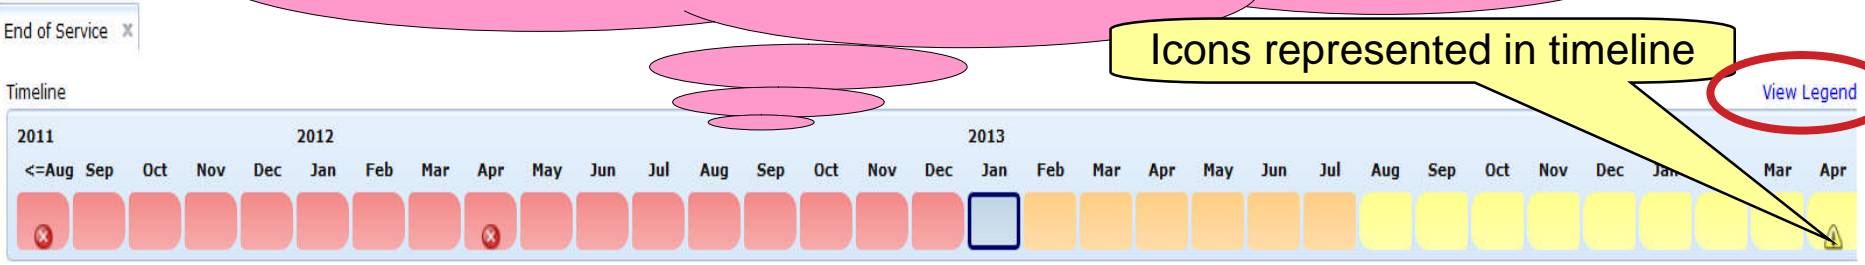 End of Service x
Icons represented in timeline
Timeline
View Legend
2011 2012 2013
<=Aug Sep Oct Nov Dec Jan Feb Mar Apr May Jun Jul Aug Sep Oct Nov Dec Jan Feb Mar Apr May Jun Jul Aug Sep Oct Nov Dec Jan Mar Apr